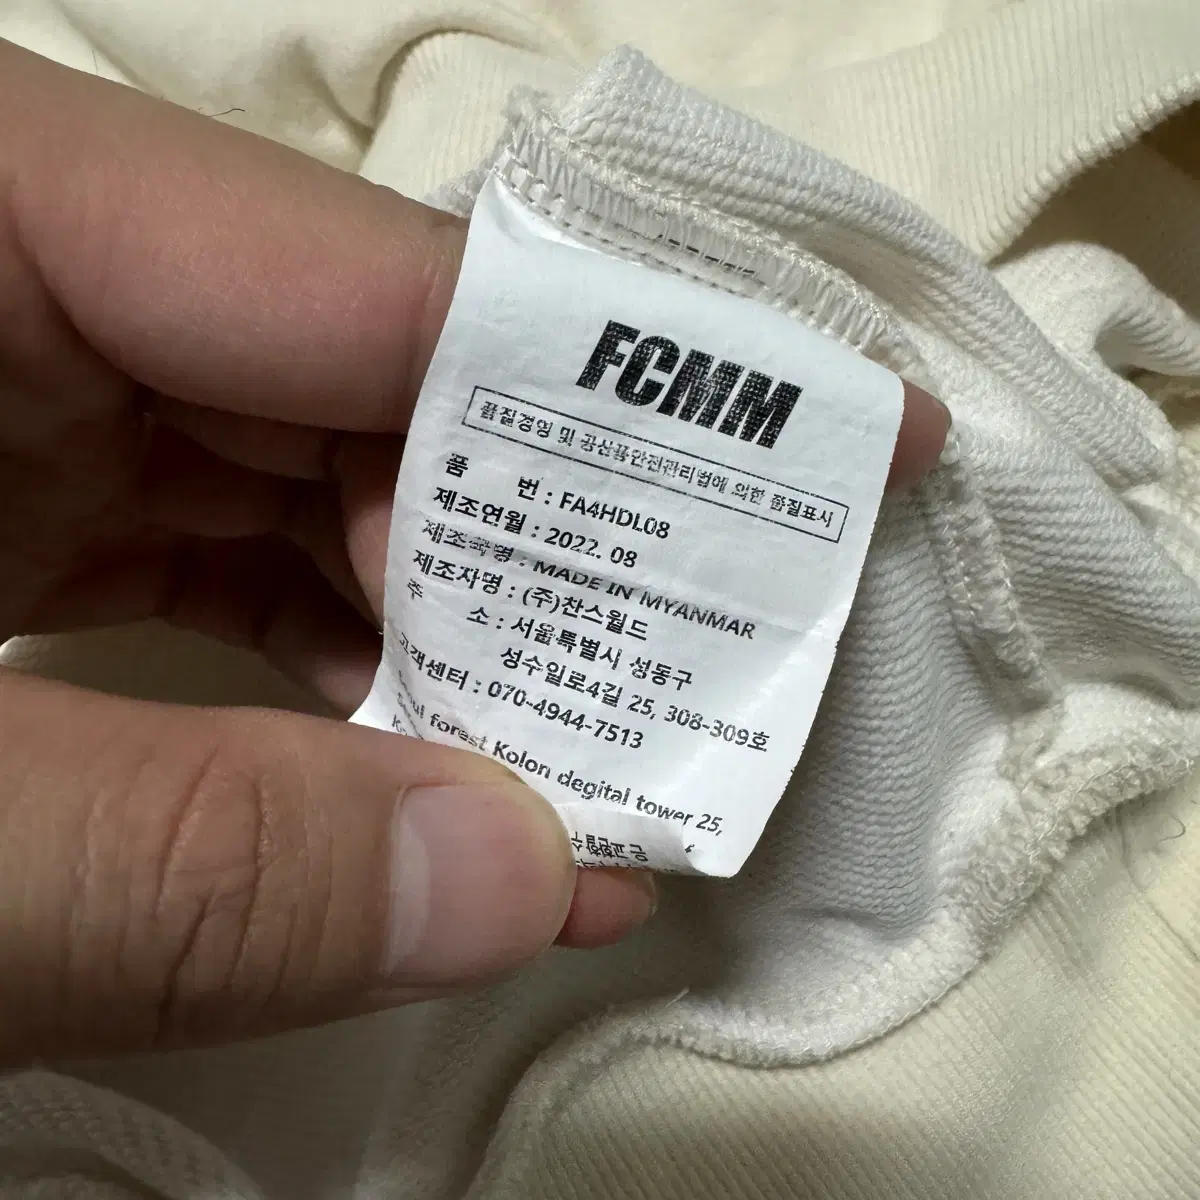 FCMM
품질경영 및 공산품안전관리법에 의한 품질표시
품 번 : FA4HDL08
제조연월 : 2022. 08
제조국명 : MADE IN MYANMAR
제조자명 : (주)찬스월드
주 소 : 서울특별시 성동구
성수일로4길 25, 308-309호
고객센터 : 070-4944-7513
forest Kolon degital tower 25,